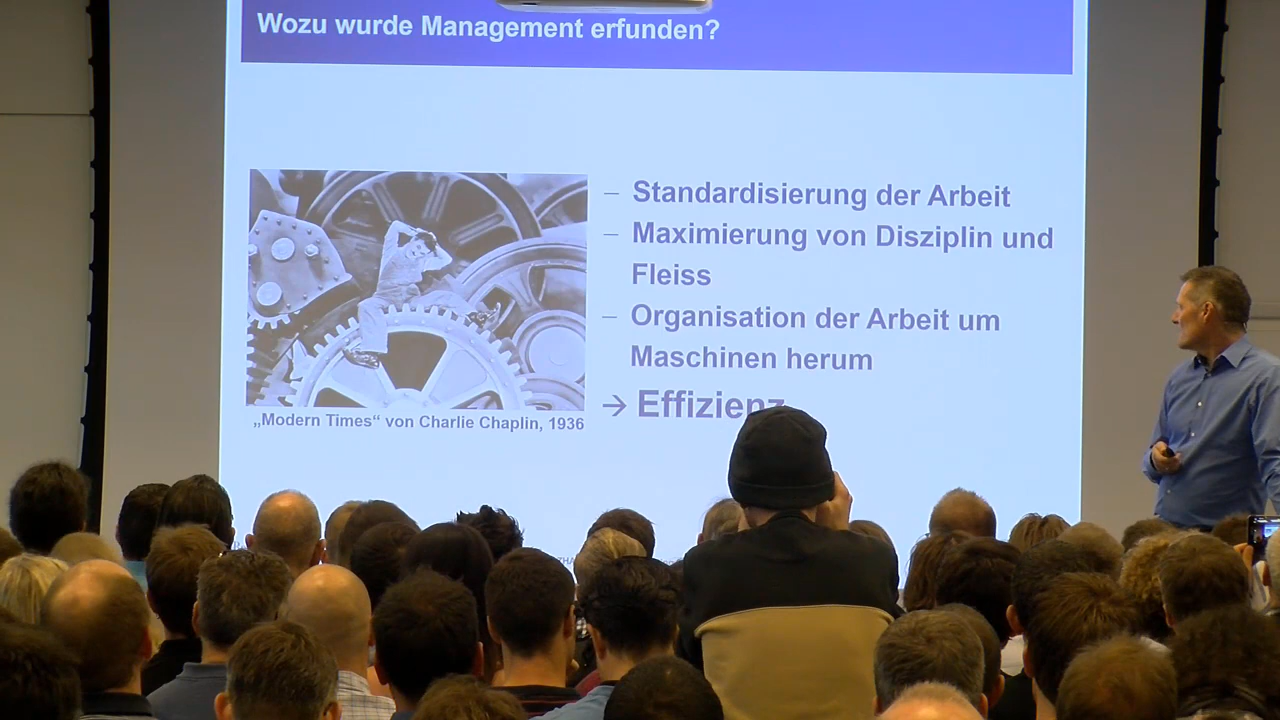 Wozu wurde Management erfunden?
– Standardisierung der Arbeit
– Maximierung von Disziplin und
Fleiss
– Organisation der Arbeit um
Maschinen herum
→ Effizienz
„Modern Times“ von Charlie Chaplin, 1936